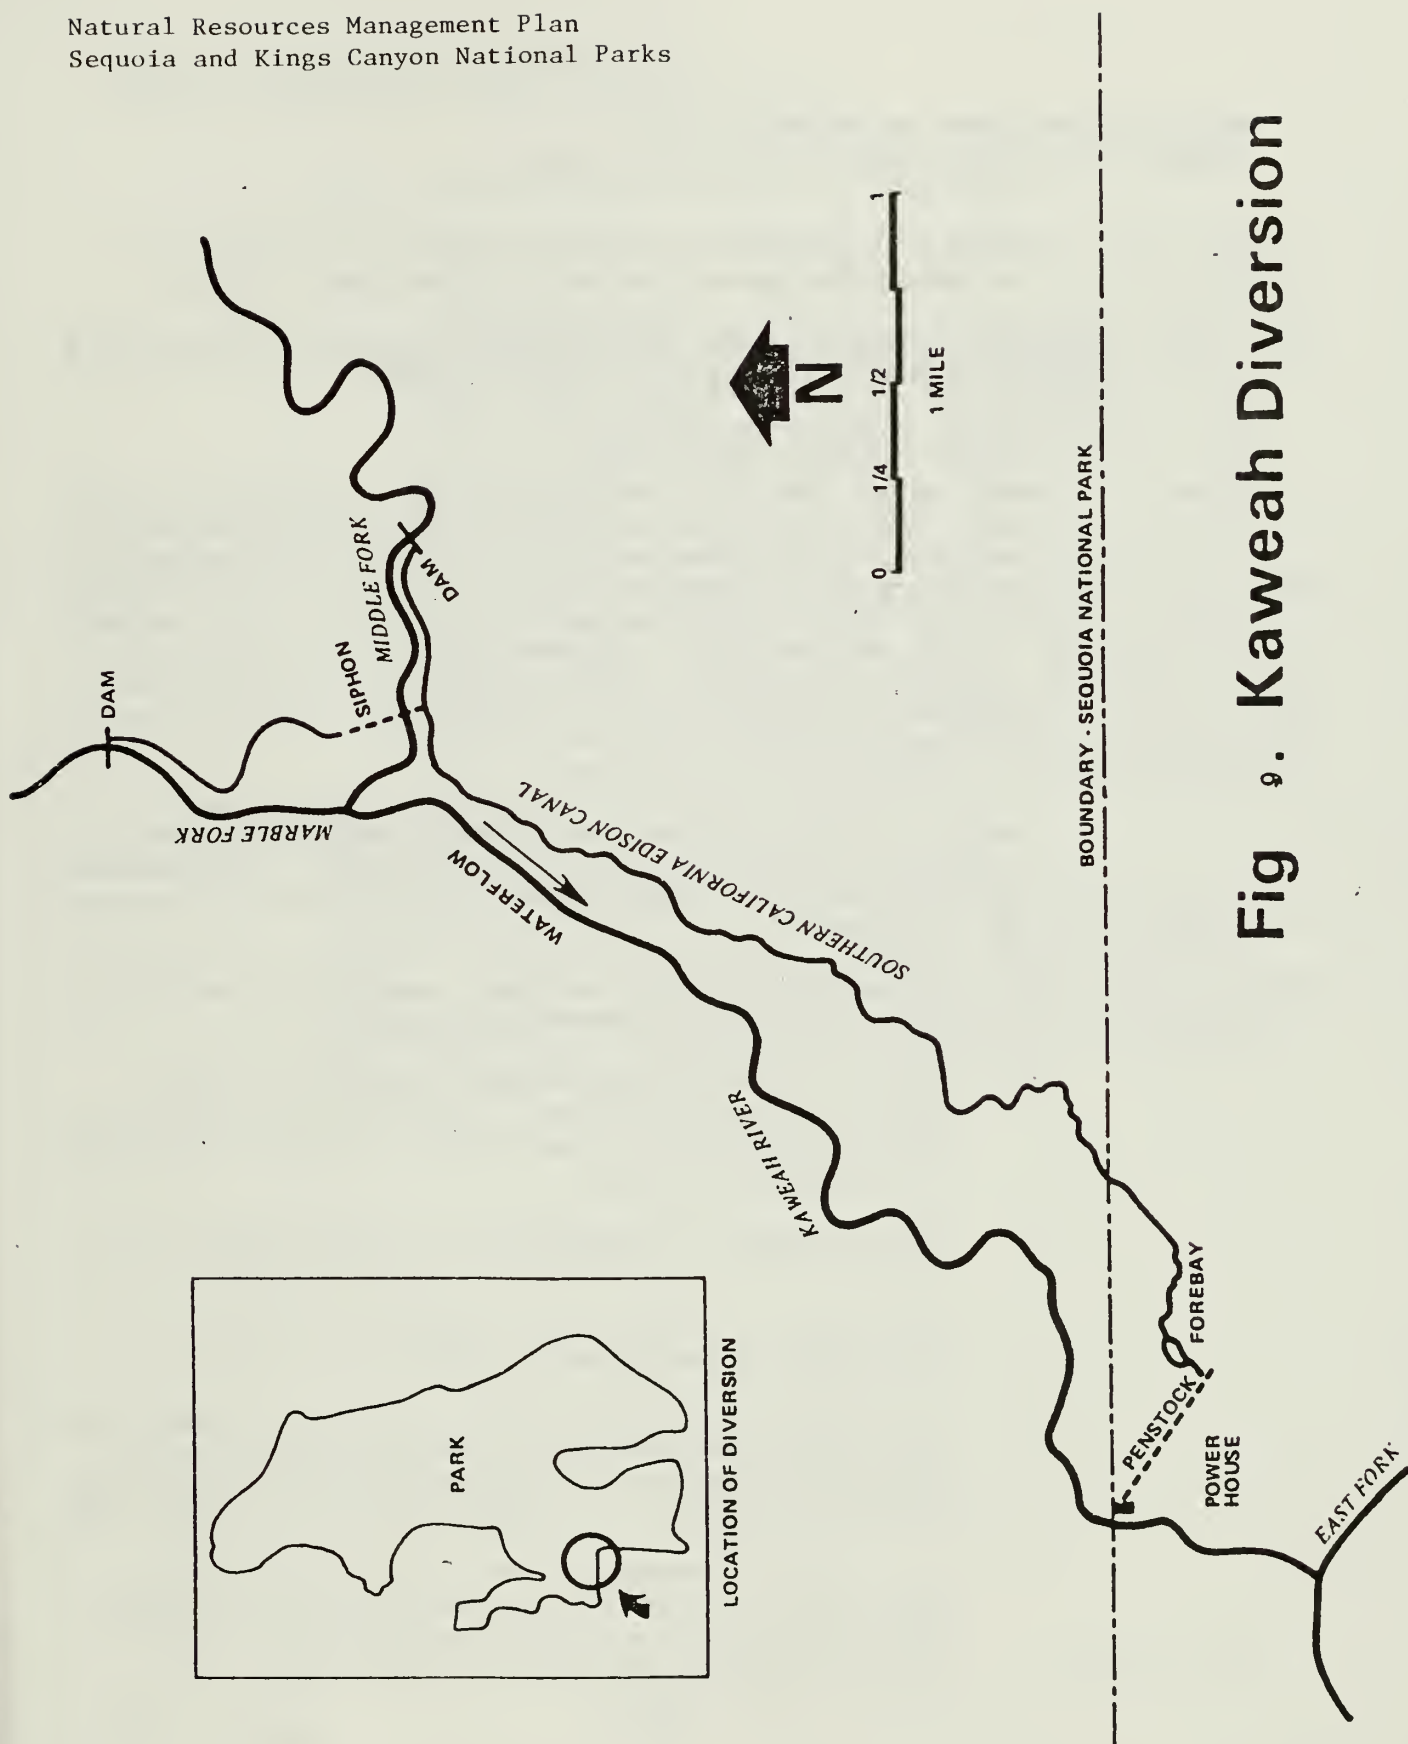 Natural Resources Management Plan
Sequoia and Kings Canyon National Parks
DAM
SIPHON
MIDDLE FORK
DAM
MARBLE FORK
WATERFLOW
SOUTHERN CALIFORNIA EDISON CANAL
KAWEAH RIVER
N
0 1/4 1/2 1
1 MILE
BOUNDARY - SEQUOIA NATIONAL PARK
FOREBAY
PENSTOCK
POWER
HOUSE
EAST FORK
PARK
LOCATION OF DIVERSION
Fig 9. Kaweah Diversion